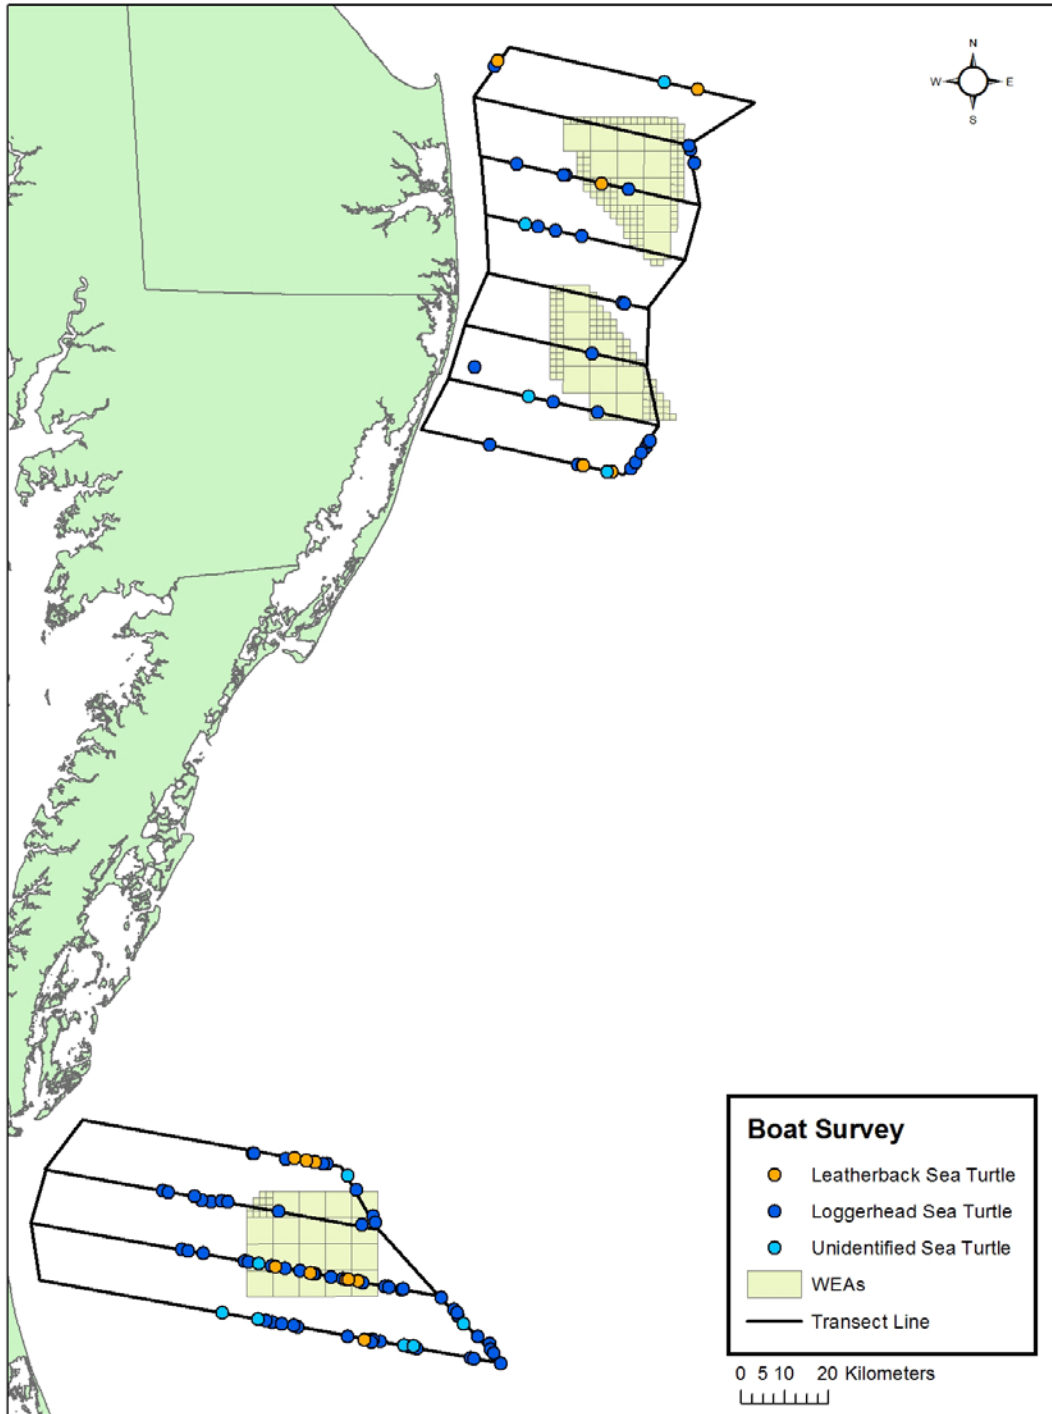 N
W E
S
Boat Survey
Leatherback Sea Turtle
Loggerhead Sea Turtle
Unidentified Sea Turtle
WEAs
Transect Line
0 5 10 20 Kilometers